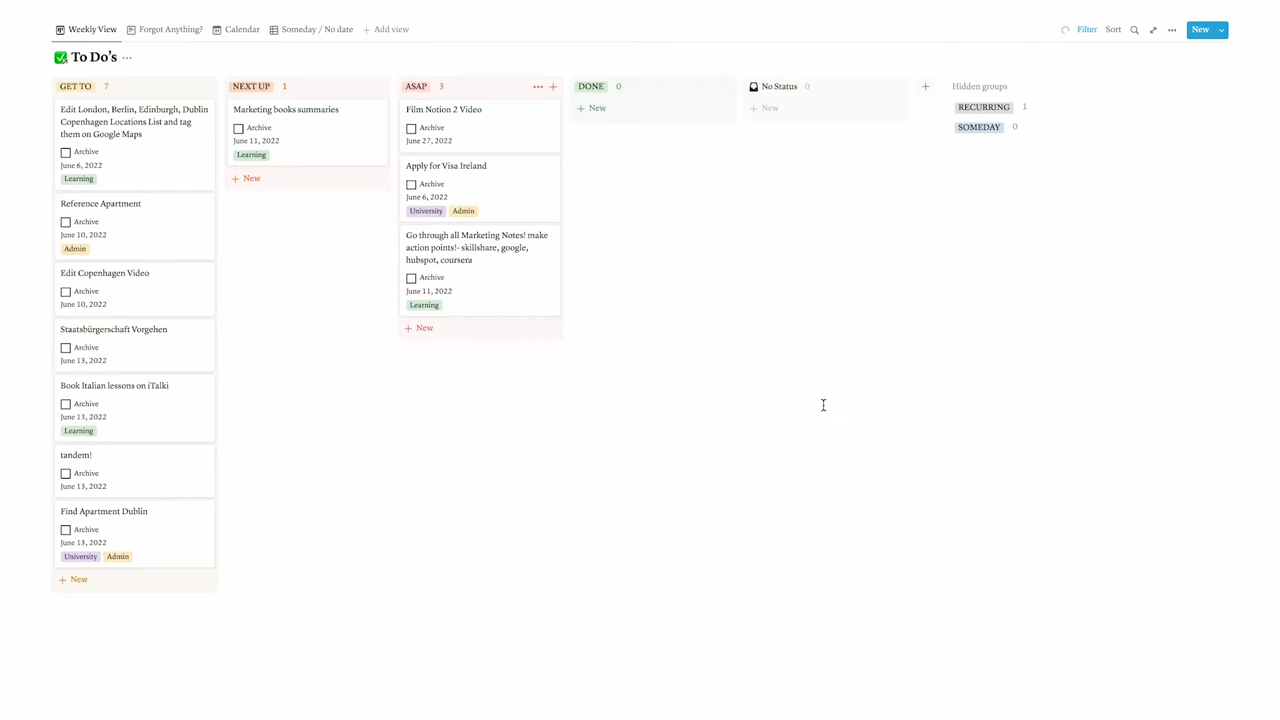 Weekly View Forgot Anything? Calendar Someday / No date + Add view Filter Sort New
To Do's
GET TO 7
Edit London, Berlin, Edinburgh, Dublin
Copenhagen Locations List and tag
them on Google Maps
Archive
June 6, 2022
Learning
Reference Apartment
Archive
June 10, 2022
Admin
Edit Copenhagen Video
Archive
June 10, 2022
Staatsbürgerschaft Vorgehen
Archive
June 13, 2022
Book Italian lessons on iTalki
Archive
June 13, 2022
Learning
tandem!
Archive
June 13, 2022
Find Apartment Dublin
Archive
June 13, 2022
University Admin
+ New
NEXT UP 1
Marketing books summaries
Archive
June 11, 2022
Learning
+ New
ASAP 3
Film Notion 2 Video
Archive
June 27, 2022
Apply for Visa Ireland
Archive
June 6, 2022
University Admin
Go through all Marketing Notes! make
action points!- skillshare, google,
hubspot, coursera
Archive
June 11, 2022
Learning
+ New
DONE 0
+ New
No Status 0
+ New
Hidden groups
RECURRING 1
SOMEDAY 0